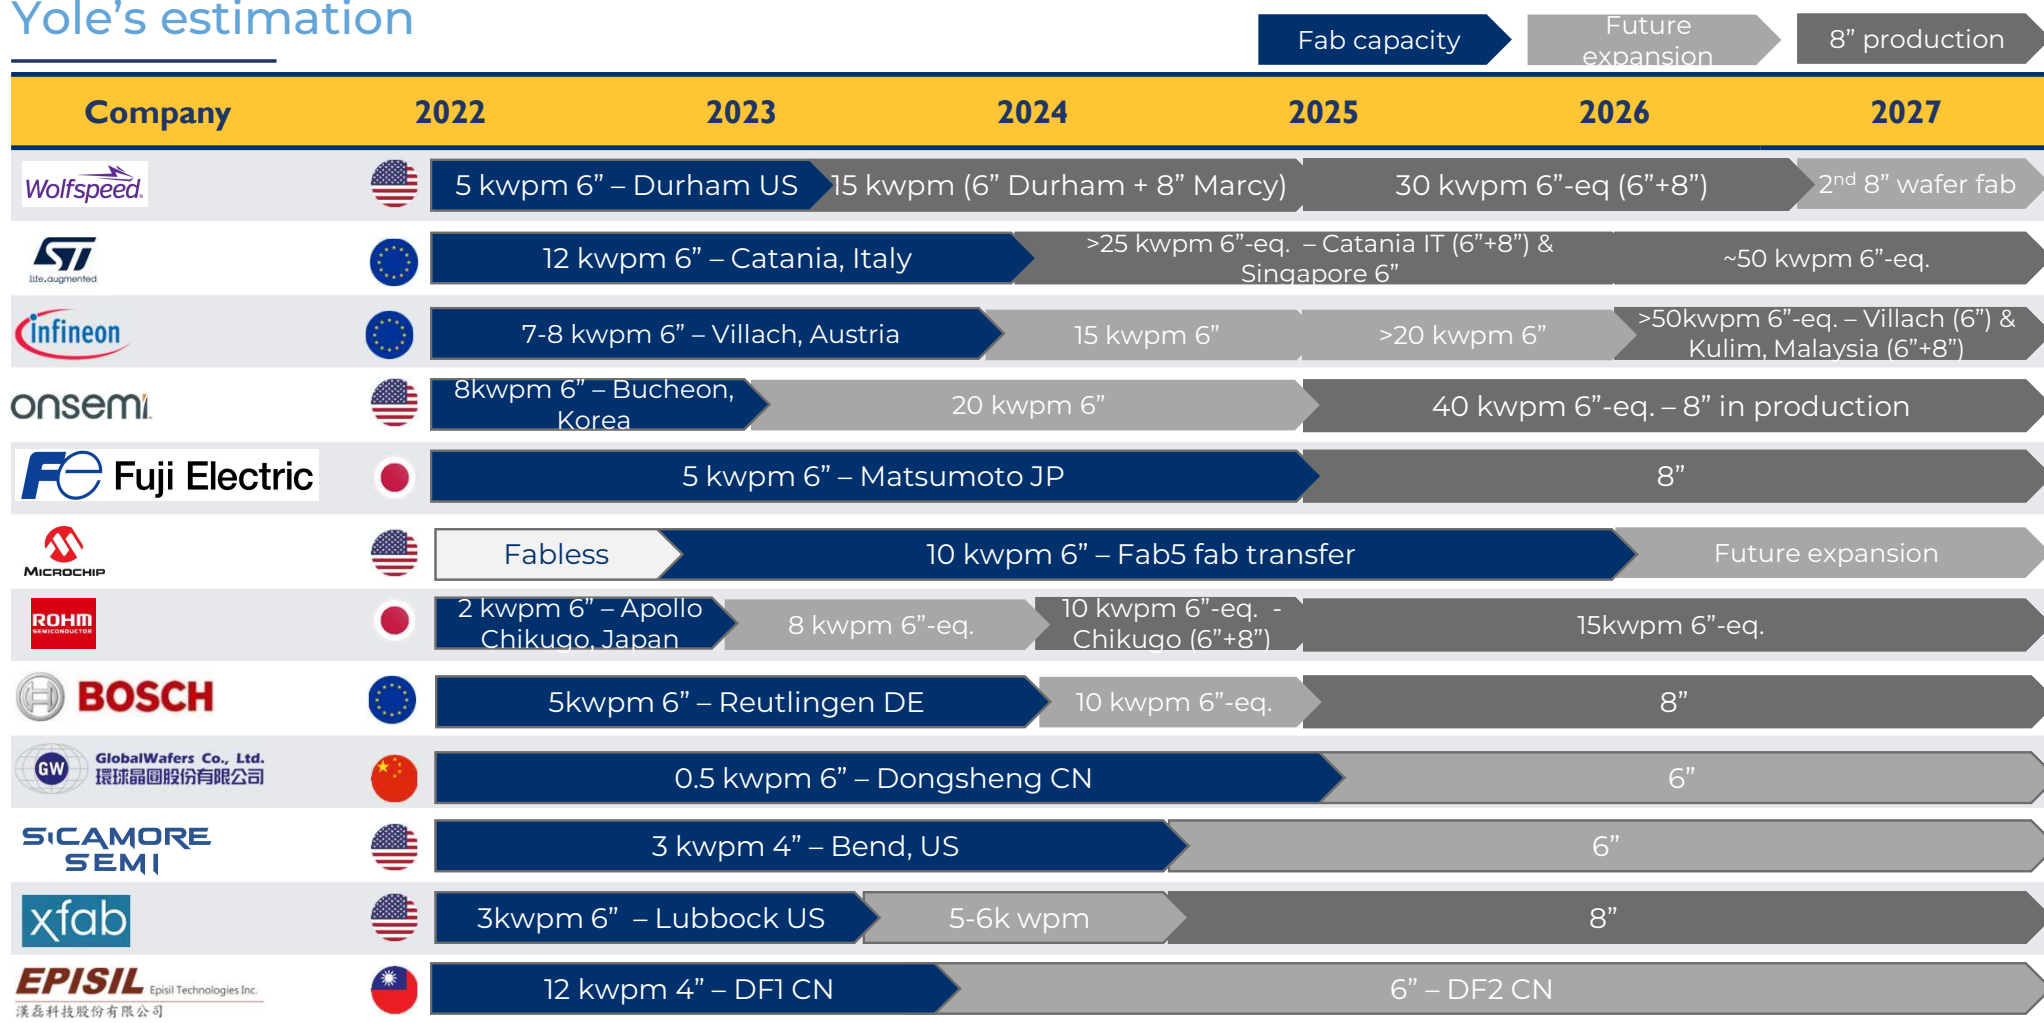 Yole’s estimation
Fab capacity
Future
expansion
8” production
Company 2022 2023 2024 2025 2026 2027
Wolfspeed.
5 kwpm 6” – Durham US
15 kwpm (6” Durham + 8” Marcy)
30 kwpm 6”-eq (6”+8”)
2nd 8” wafer fab
ST
life.augmented
12 kwpm 6” – Catania, Italy
>25 kwpm 6”-eq. – Catania IT (6”+8”) &
Singapore 6”
~50 kwpm 6”-eq.
infineon
7-8 kwpm 6” – Villach, Austria
15 kwpm 6”
>20 kwpm 6”
>50kwpm 6”-eq. – Villach (6”) &
Kulim, Malaysia (6”+8”)
onsemi
8kwpm 6” – Bucheon,
Korea
20 kwpm 6”
40 kwpm 6”-eq. – 8” in production
Fe Fuji Electric
5 kwpm 6” – Matsumoto JP
8”
MICROCHIP
Fabless
10 kwpm 6” – Fab5 fab transfer
Future expansion
ROHM
SEMICONDUCTOR
2 kwpm 6” – Apollo
Chikugo, Japan
8 kwpm 6”-eq.
10 kwpm 6”-eq. -
Chikugo (6”+8”)
15kwpm 6”-eq.
BOSCH
5kwpm 6” – Reutlingen DE
10 kwpm 6”-eq.
8”
GW
GlobalWafers Co., Ltd.
環球晶圓股份有限公司
0.5 kwpm 6” – Dongsheng CN
6”
SiCAMORE
SEMI
3 kwpm 4” – Bend, US
6”
xfab
3kwpm 6” – Lubbock US
5-6k wpm
8”
EPISIL Episil Technologies Inc.
漢磊科技股份有限公司
12 kwpm 4” – DF1 CN
6” – DF2 CN